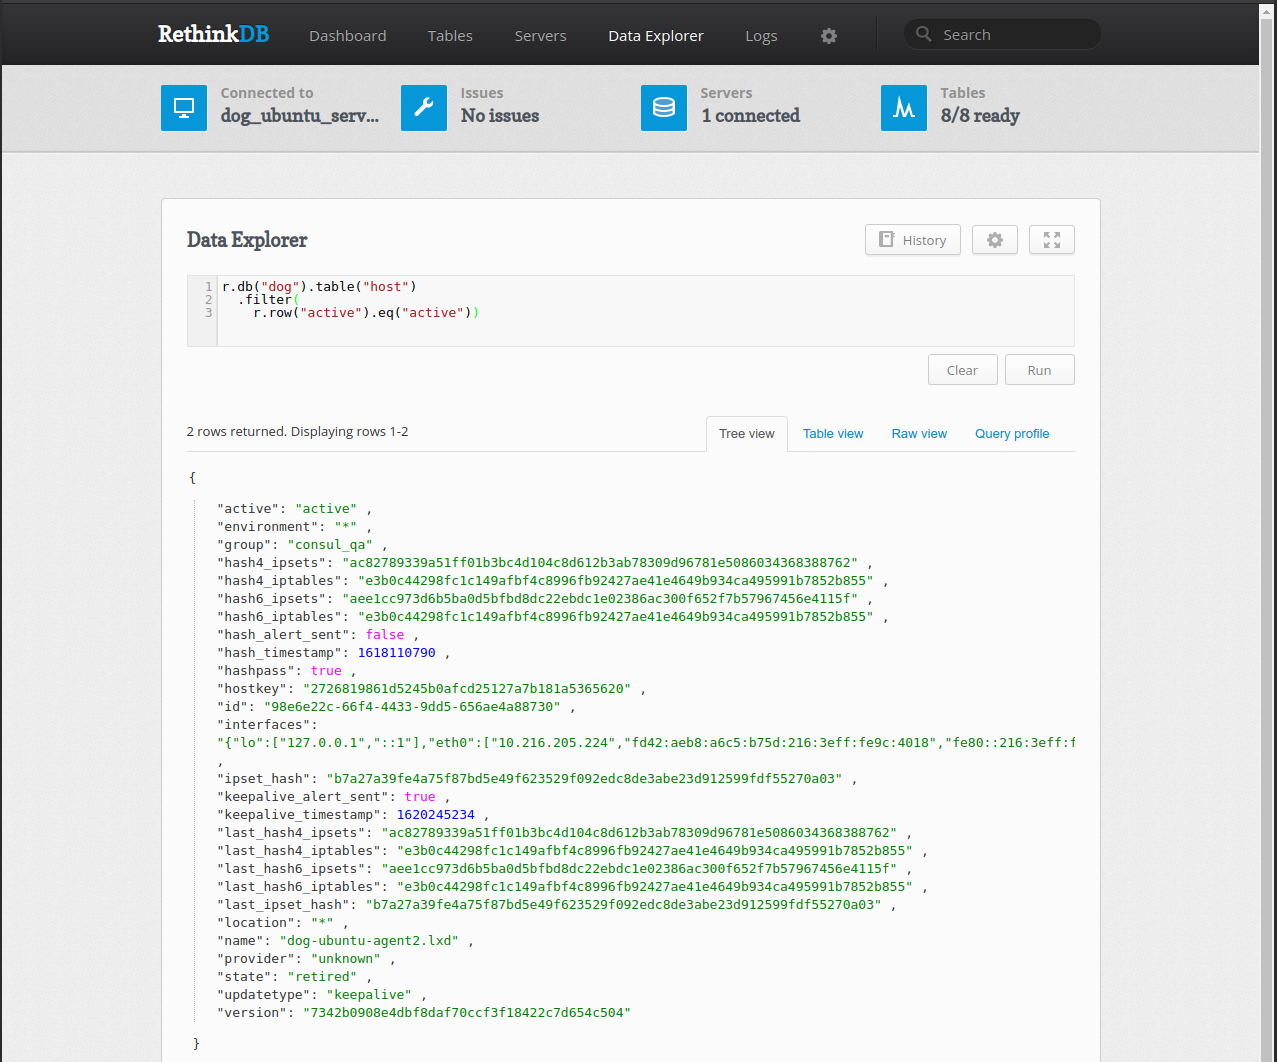 RethinkDB Dashboard Tables Servers Data Explorer Logs Search
Connected to Issues Servers Tables
dog_ubuntu_serv... No issues 1 connected 8/8 ready
Data Explorer History
1 r.db("dog").table("host")
2 .filter(
3 r.row("active").eq("active"))
Clear Run
2 rows returned. Displaying rows 1-2 Tree view Table view Raw view Query profile
{
"active": "active" ,
"environment": "*" ,
"group": "consul_qa" ,
"hash4_ipsets": "ac82789339a51ff01b3bc4d104c8d612b3ab78309d96781e5086034368388762" ,
"hash4_iptables": "e3b0c44298fc1c149afbf4c8996fb92427ae41e4649b934ca495991b7852b855" ,
"hash6_ipsets": "aee1cc973d6b5ba0d5bfbd8dc22ebdc1e02386ac300f652f7b57967456e4115f" ,
"hash6_iptables": "e3b0c44298fc1c149afbf4c8996fb92427ae41e4649b934ca495991b7852b855" ,
"hash_alert_sent": false ,
"hash_timestamp": 1618110790 ,
"hashpass": true ,
"hostkey": "2726819861d5245b0afcd25127a7b181a5365620" ,
"id": "98e6e22c-66f4-4433-9dd5-656ae4a88730" ,
"interfaces":
"{"lo":["127.0.0.1","::1"],"eth0":["10.216.205.224","fd42:aeb8:a6c5:b75d:216:3eff:fe9c:4018","fe80::216:3eff:f
,
"ipset_hash": "b7a27a39fe4a75f87bd5e49f623529f092edc8de3abe23d912599fdf55270a03" ,
"keepalive_alert_sent": true ,
"keepalive_timestamp": 1620245234 ,
"last_hash4_ipsets": "ac82789339a51ff01b3bc4d104c8d612b3ab78309d96781e5086034368388762" ,
"last_hash4_iptables": "e3b0c44298fc1c149afbf4c8996fb92427ae41e4649b934ca495991b7852b855" ,
"last_hash6_ipsets": "aee1cc973d6b5ba0d5bfbd8dc22ebdc1e02386ac300f652f7b57967456e4115f" ,
"last_hash6_iptables": "e3b0c44298fc1c149afbf4c8996fb92427ae41e4649b934ca495991b7852b855" ,
"last_ipset_hash": "b7a27a39fe4a75f87bd5e49f623529f092edc8de3abe23d912599fdf55270a03" ,
"location": "*" ,
"name": "dog-ubuntu-agent2.lxd" ,
"provider": "unknown" ,
"state": "retired" ,
"updatetype": "keepalive" ,
"version": "7342b0908e4dbf8daf70ccf3f18422c7d654c504"
}